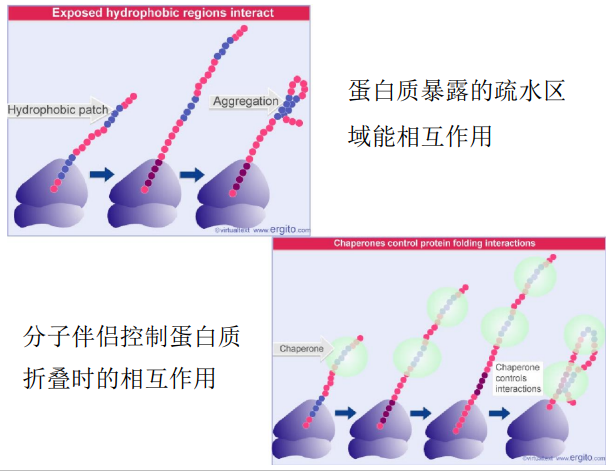 Exposed hydrophobic regions interact
Hydrophobic patch
Aggregation
©virtualtext www.ergito.com
蛋白质暴露的疏水区
域能相互作用
Chaperones control protein folding interactions
Chaperone
Chaperone
controls
interactions
©virtualtext www.ergito.com
分子伴侣控制蛋白质
折叠时的相互作用